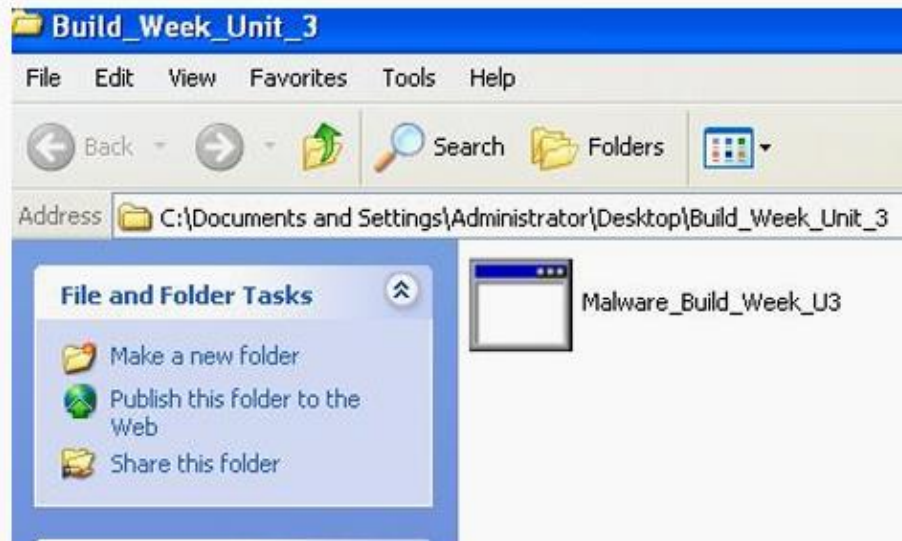 Build_Week_Unit_3
File Edit View Favorites Tools Help
Back Search Folders
Address C:\Documents and Settings\Administrator\Desktop\Build_Week_Unit_3
File and Folder Tasks
Make a new folder
Publish this folder to the
Web
Share this folder
Malware_Build_Week_U3